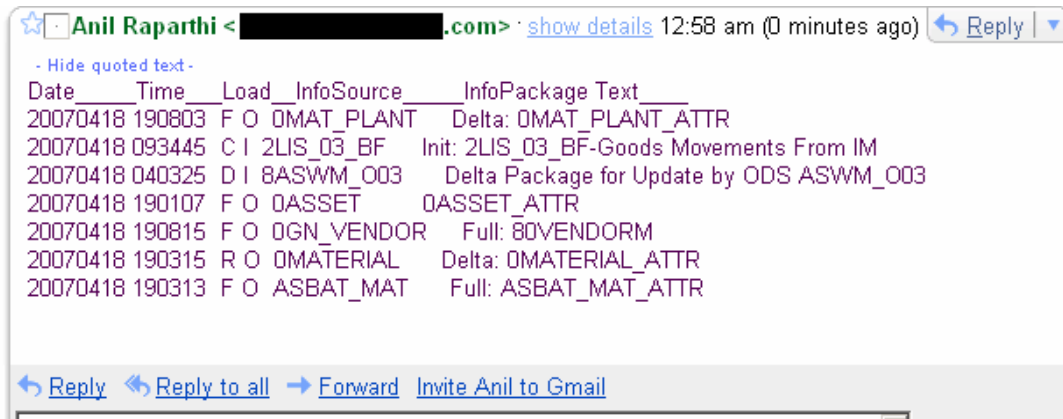 Anil Raparthi < .com> show details 12:58 am (0 minutes ago) Reply
- Hide quoted text -
Date_____Time___Load__InfoSource_____InfoPackage Text____
20070418 190803 F O 0MAT_PLANT Delta: 0MAT_PLANT_ATTR
20070418 093445 C I 2LIS_03_BF Init: 2LIS_03_BF-Goods Movements From IM
20070418 040325 D I 8ASWM_O03 Delta Package for Update by ODS ASWM_O03
20070418 190107 F O 0ASSET 0ASSET_ATTR
20070418 190815 F O 0GN_VENDOR Full: 80VENDORM
20070418 190315 R O 0MATERIAL Delta: 0MATERIAL_ATTR
20070418 190313 F O ASBAT_MAT Full: ASBAT_MAT_ATTR
Reply Reply to all Forward Invite Anil to Gmail